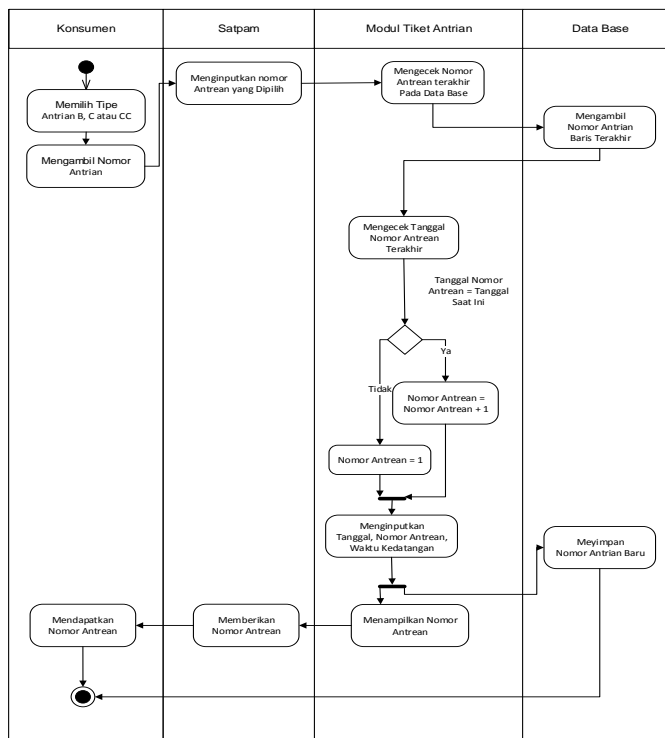 Konsumen
Satpam
Modul Tiket Antrian
Data Base
Memilih Tipe
Antrian B, C atau CC
Mengambil Nomor
Antrian
Menginputkan nomor
Antrean yang Dipilih
Mengecek Nomor
Antrean terakhir
Pada Data Base
Mengambil
Nomor Antrian
Baris Terakhir
Mengecek Tanggal
Nomor Antrean
Terakhir
Tanggal Nomor
Antrean = Tanggal
Saat Ini
Ya
Tidak
Nomor Antrean =
Nomor Antrean + 1
Nomor Antrean = 1
Menginputkan
Tanggal, Nomor Antrean,
Waktu Kedatangan
Meyimpan
Nomor Antrian Baru
Menampilkan Nomor
Antrean
Memberikan
Nomor Antrean
Mendapatkan
Nomor Antrean